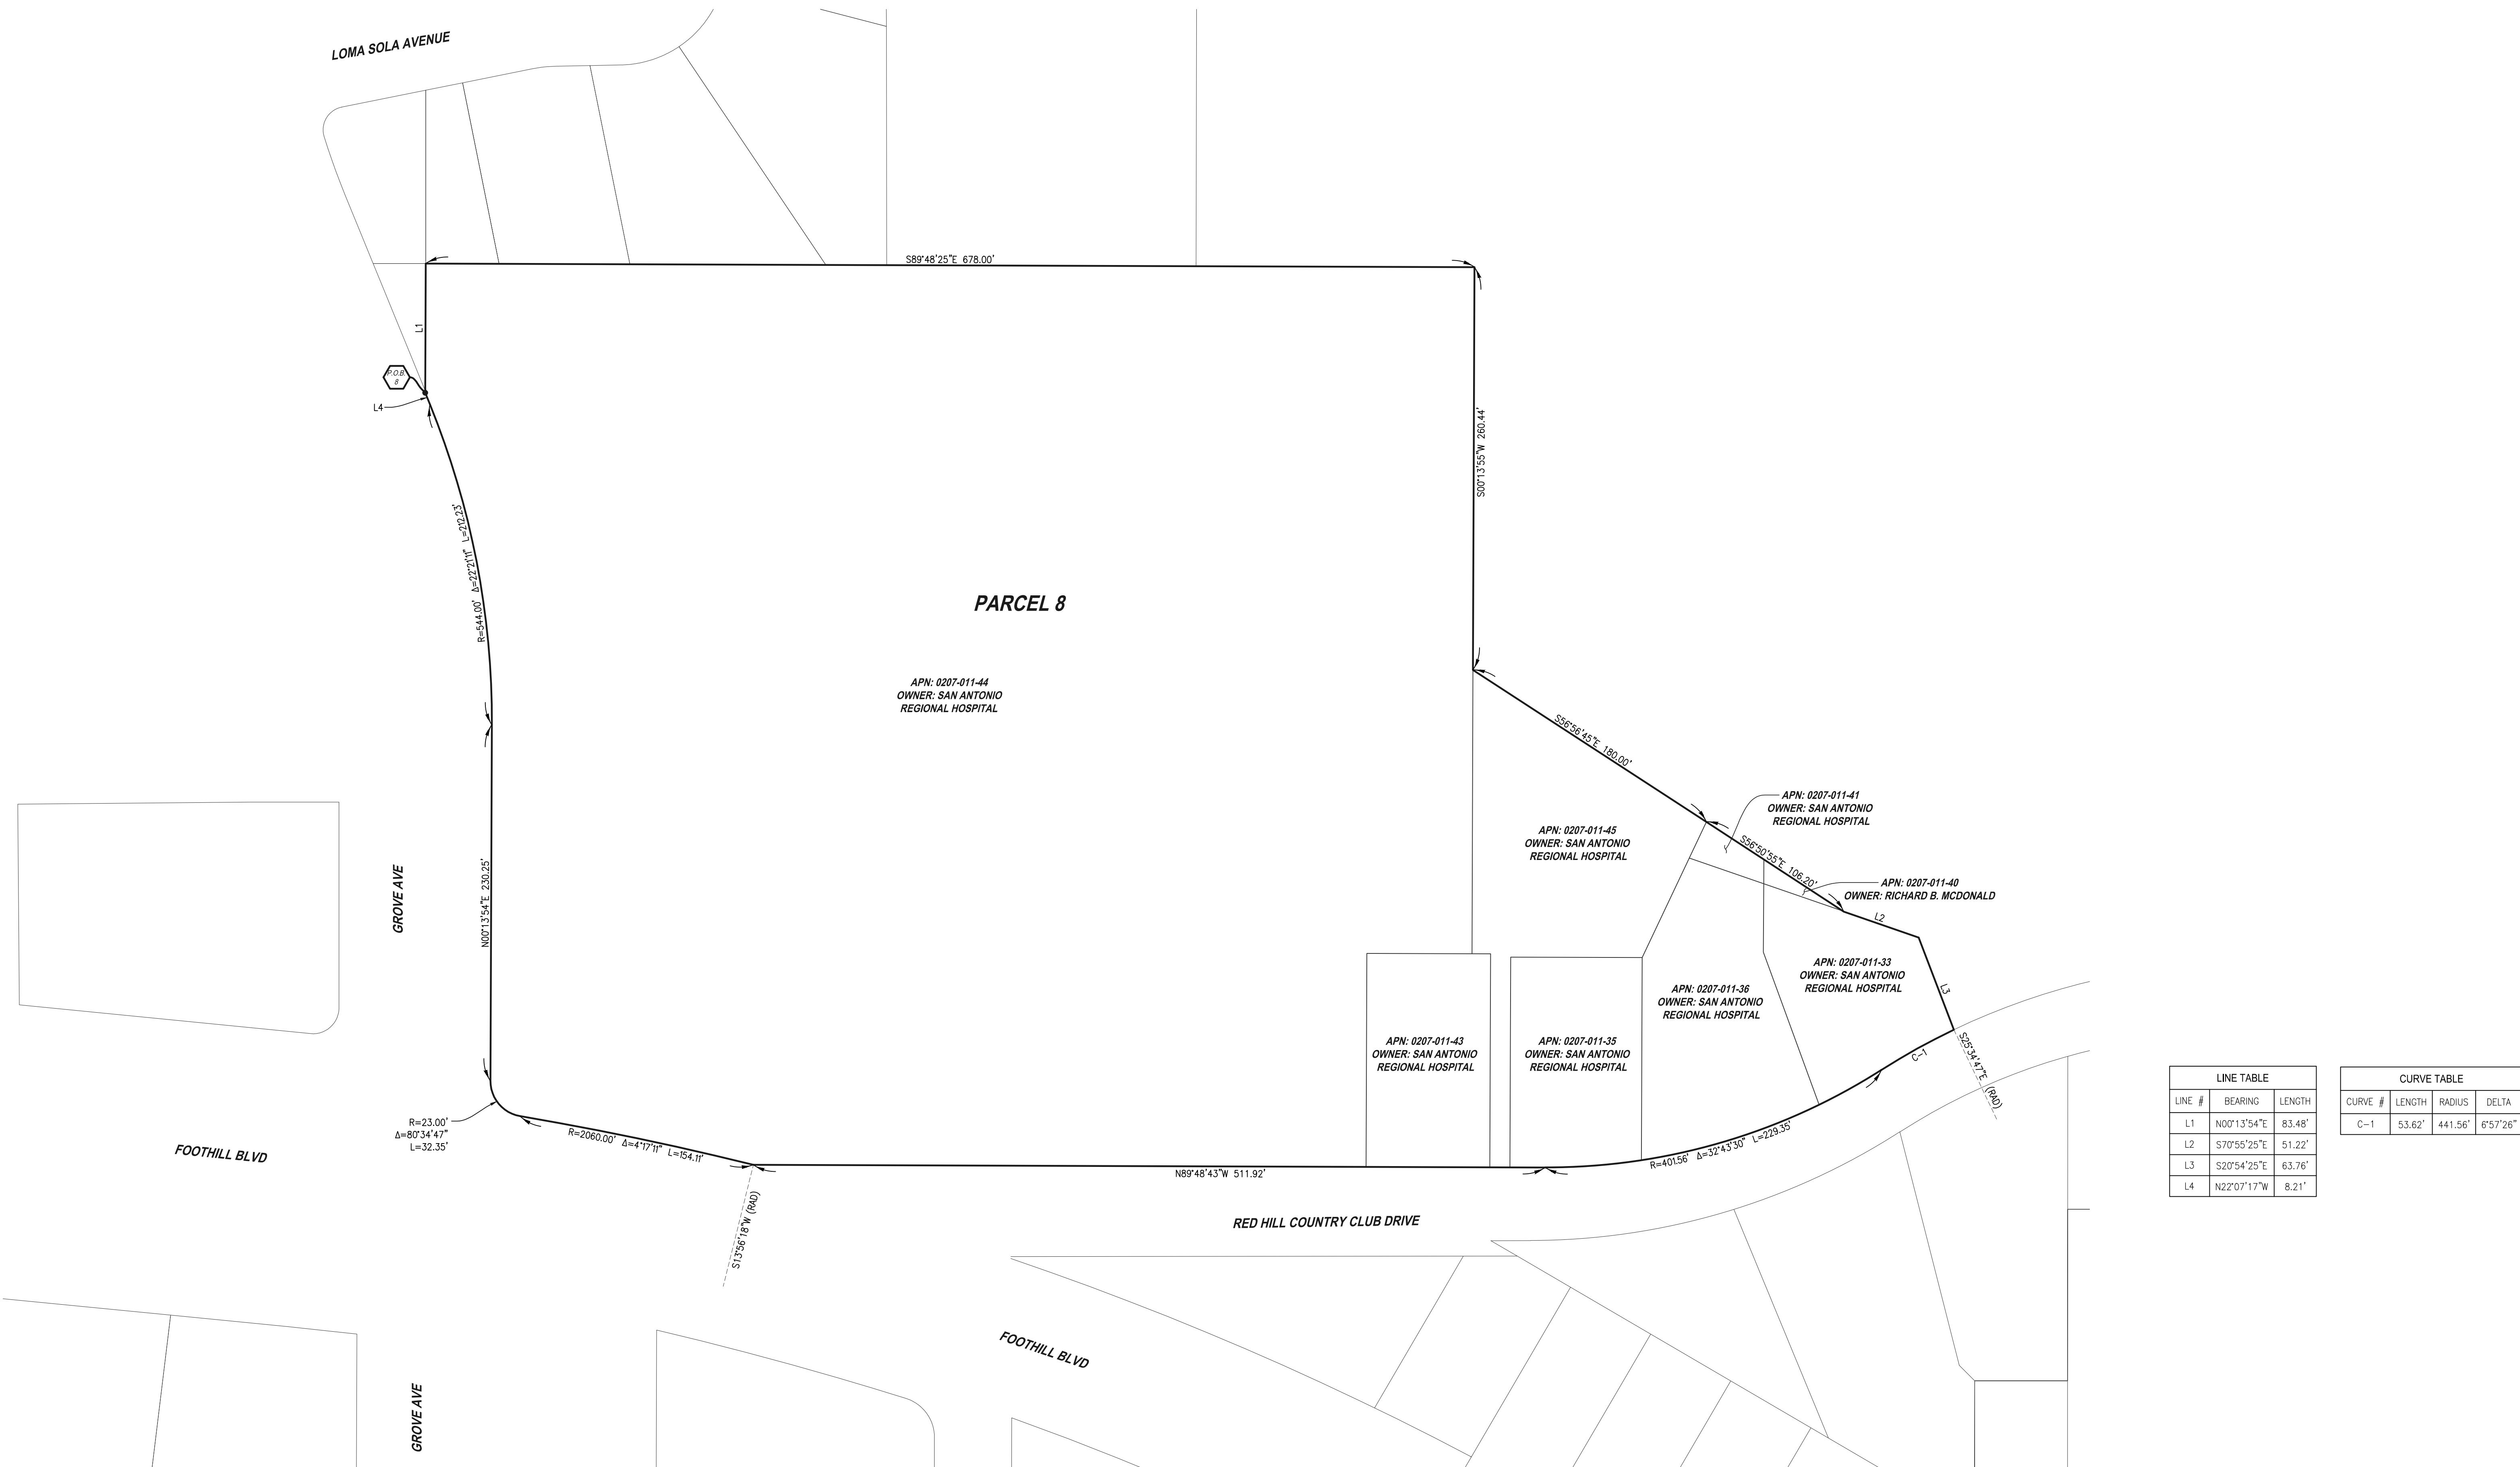 LOMA SOLA AVENUE
S89°48'25"E 678.00'
L1
P.O.B.
8
L4
S00°13'55"W 260.44'
R=544.00' Δ=22°21'11" L=212.23'
PARCEL 8
APN: 0207-011-44
OWNER: SAN ANTONIO
REGIONAL HOSPITAL
S56°56'45"E 180.00'
APN: 0207-011-41
OWNER: SAN ANTONIO
REGIONAL HOSPITAL
APN: 0207-011-45
OWNER: SAN ANTONIO
REGIONAL HOSPITAL
S56°50'55"E 106.20'
APN: 0207-011-40
OWNER: RICHARD B. MCDONALD
L2
GROVE AVE
N00°13'54"E 230.25'
APN: 0207-011-33
OWNER: SAN ANTONIO
REGIONAL HOSPITAL
L3
APN: 0207-011-36
OWNER: SAN ANTONIO
REGIONAL HOSPITAL
APN: 0207-011-43
OWNER: SAN ANTONIO
REGIONAL HOSPITAL
APN: 0207-011-35
OWNER: SAN ANTONIO
REGIONAL HOSPITAL
C-1
S25°34'47"E (RAD)
R=23.00'
Δ=80°34'47"
L=32.35'
R=2060.00' Δ=4°17'11" L=154.11'
N89°48'43"W 511.92'
R=401.56' Δ=32°43'30" L=229.35'
FOOTHILL BLVD
S13°56'18"W (RAD)
RED HILL COUNTRY CLUB DRIVE
FOOTHILL BLVD
GROVE AVE
LINE TABLE
LINE # BEARING LENGTH
L1 N00°13'54"E 83.48'
L2 S70°55'25"E 51.22'
L3 S20°54'25"E 63.76'
L4 N22°07'17"W 8.21'
CURVE TABLE
CURVE # LENGTH RADIUS DELTA
C-1 53.62' 441.56' 6°57'26"